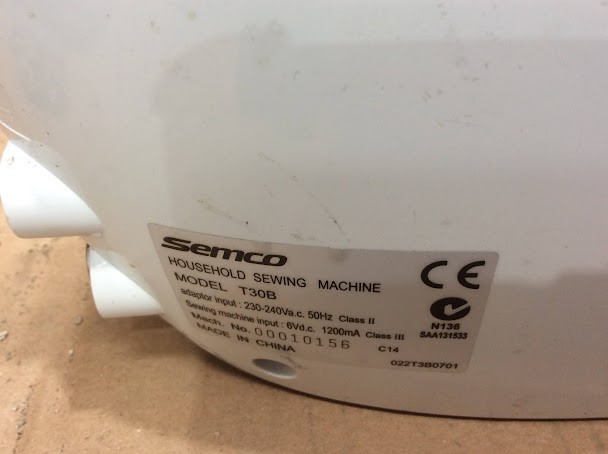 Semco
HOUSEHOLD SEWING MACHINE
MODEL T30B
adaptor input : 230-240Va.c. 50Hz Class II
Sewing machine input : 6Vd.c. 1200mA Class III
Mach. No. 00010156
MADE IN CHINA
C14
CE
N136
SAA131533
022T3B0701